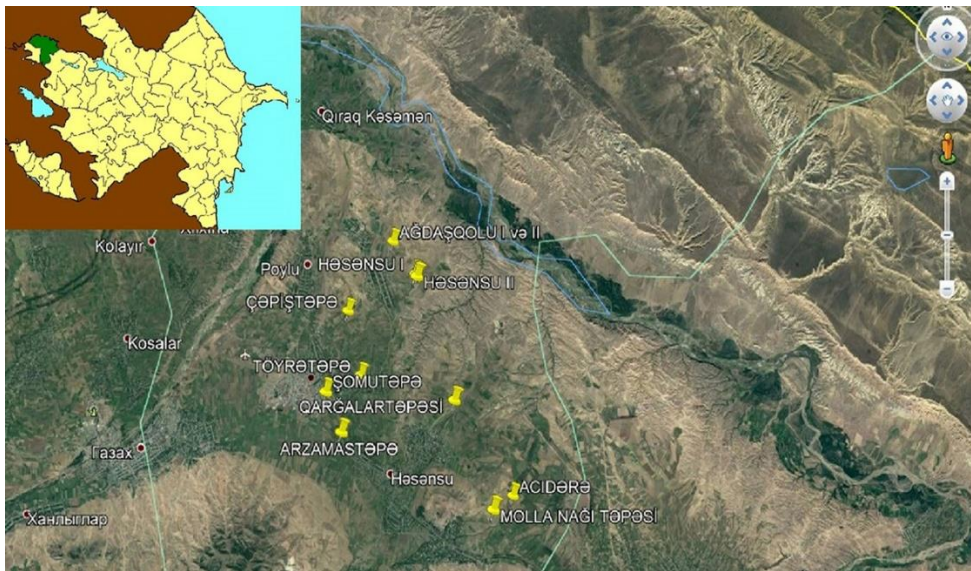 Qıraq Kəsəmən
AĞDAŞQOLU I və II
Kolayır
Poylu
HƏSƏNSU I
HƏSƏNSU II
ÇƏPİŞTƏPƏ
Kosalar
TÖYRƏTƏPƏ
ŞOMUTƏPƏ
QARĞALARTƏPƏSİ
ARZAMASTƏPƏ
Газах
Həsənsu
ACIDƏRƏ
MOLLA NAĞI TƏPƏSİ
Ханлыглар